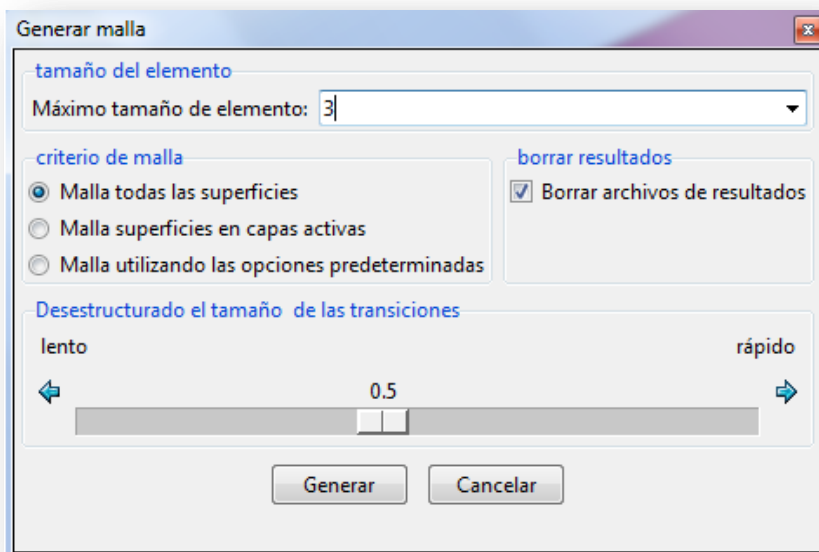 Generar malla
tamaño del elemento
Máximo tamaño de elemento: 3
criterio de malla
Malla todas las superficies
Malla superficies en capas activas
Malla utilizando las opciones predeterminadas
borrar resultados
Borrar archivos de resultados
Desestructurado el tamaño de las transiciones
lento rápido
0.5
Generar Cancelar